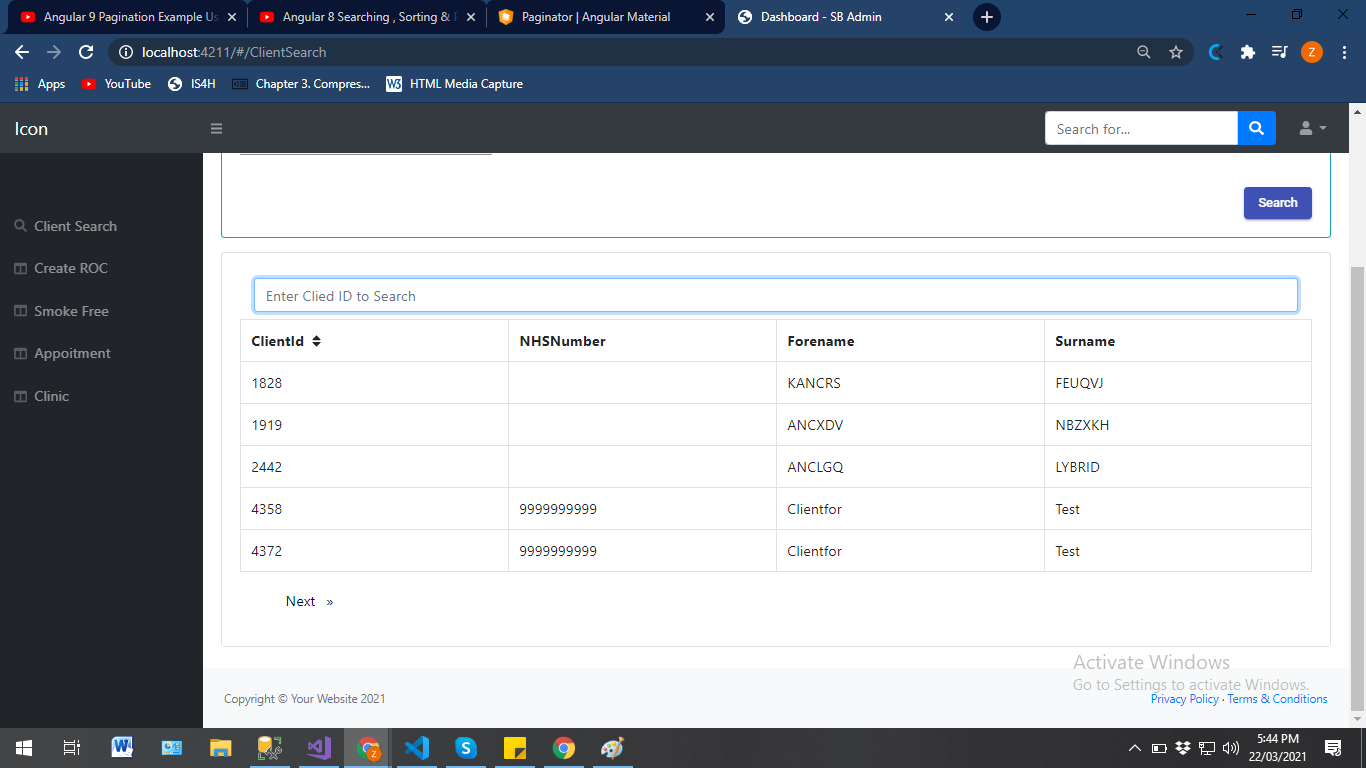 Angular 9 Pagination Example Us
Angular 8 Searching , Sorting & P
Paginator | Angular Material
Dashboard - SB Admin
localhost:4211/#/ClientSearch
Z
Apps
YouTube
IS4H
Chapter 3. Compres...
W3
HTML Media Capture
Icon
Search for...
Client Search
Create ROC
Smoke Free
Appoitment
Clinic
Search
Enter Clied ID to Search
ClientId NHSNumber Forename Surname
1828 KANCRS FEUQVJ
1919 ANCXDV NBZXKH
2442 ANCLGQ LYBRID
4358 9999999999 Clientfor Test
4372 9999999999 Clientfor Test
Next »
Activate Windows
Go to Settings to activate Windows.
Copyright © Your Website 2021
Privacy Policy · Terms & Conditions
5:44 PM
22/03/2021